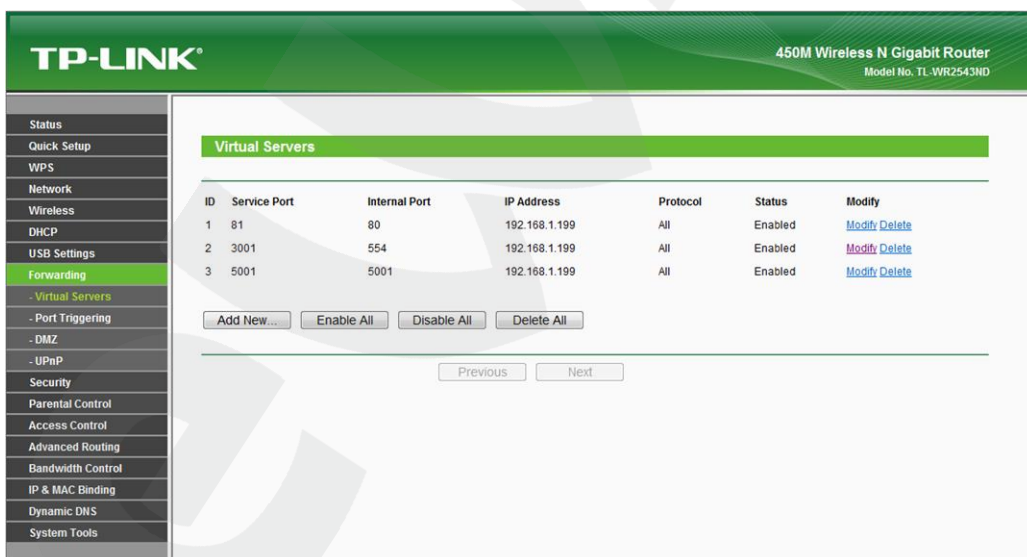 TP-LINK®
450M Wireless N Gigabit Router
Model No. TL-WR2543ND
Status
Quick Setup
WPS
Network
Wireless
DHCP
USB Settings
Forwarding
- Virtual Servers
- Port Triggering
- DMZ
- UPnP
Security
Parental Control
Access Control
Advanced Routing
Bandwidth Control
IP & MAC Binding
Dynamic DNS
System Tools
Virtual Servers
ID Service Port Internal Port IP Address Protocol Status Modify
1 81 80 192.168.1.199 All Enabled Modify Delete
2 3001 554 192.168.1.199 All Enabled Modify Delete
3 5001 5001 192.168.1.199 All Enabled Modify Delete
Add New... Enable All Disable All Delete All
Previous Next